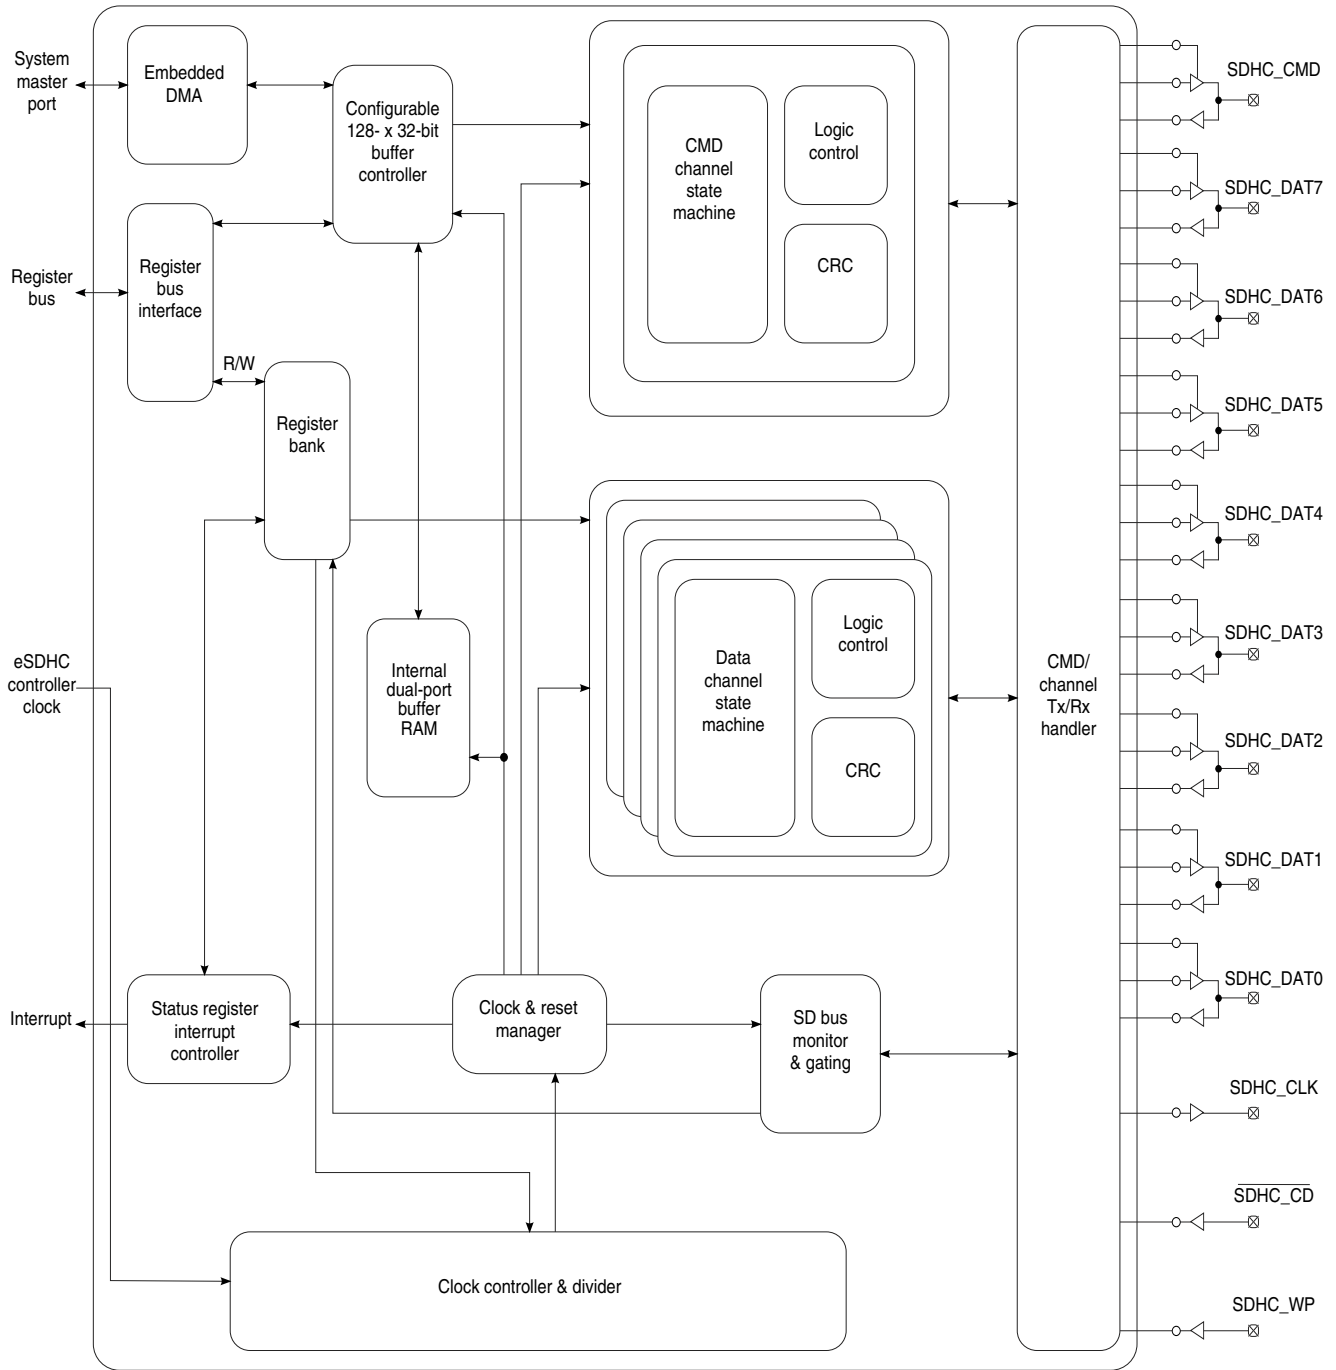 System
master
port
Embedded
DMA
Configurable
128- x 32-bit
buffer
controller
CMD
channel
state
machine
Logic
control
CRC
Register
bus
Register
bus
interface
R/W
Register
bank
eSDHC
controller
clock
Internal
dual-port
buffer
RAM
Data
channel
state
machine
Logic
control
CRC
CMD/
channel
Tx/Rx
handler
Interrupt
Status register
interrupt
controller
Clock & reset
manager
SD bus
monitor
& gating
Clock controller & divider
SDHC_CMD
SDHC_DAT7
SDHC_DAT6
SDHC_DAT5
SDHC_DAT4
SDHC_DAT3
SDHC_DAT2
SDHC_DAT1
SDHC_DAT0
SDHC_CLK
SDHC_CD
SDHC_WP